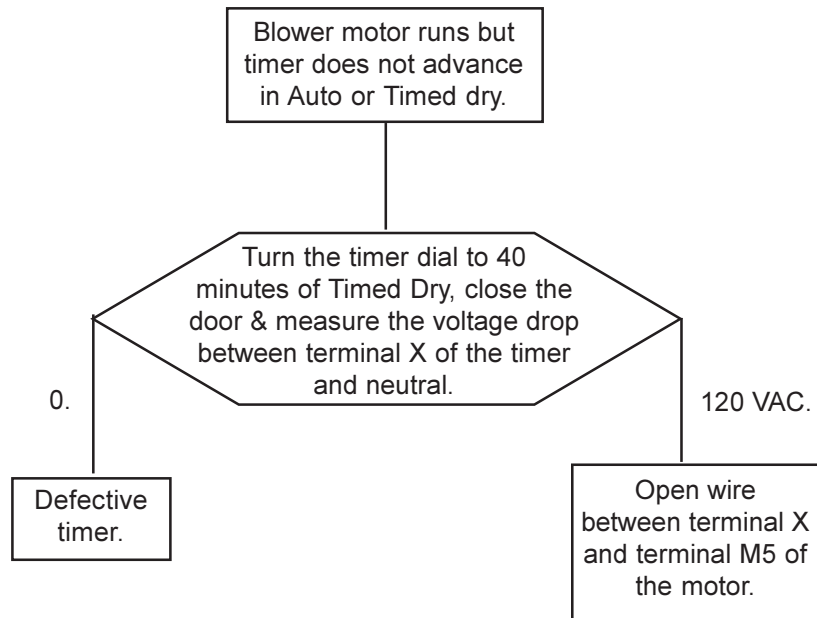 Blower motor runs but
timer does not advance
in Auto or Timed dry.
Turn the timer dial to 40
minutes of Timed Dry, close the
door & measure the voltage drop
between terminal X of the timer
and neutral.
0.
120 VAC.
Defective
timer.
Open wire
between terminal X
and terminal M5 of
the motor.